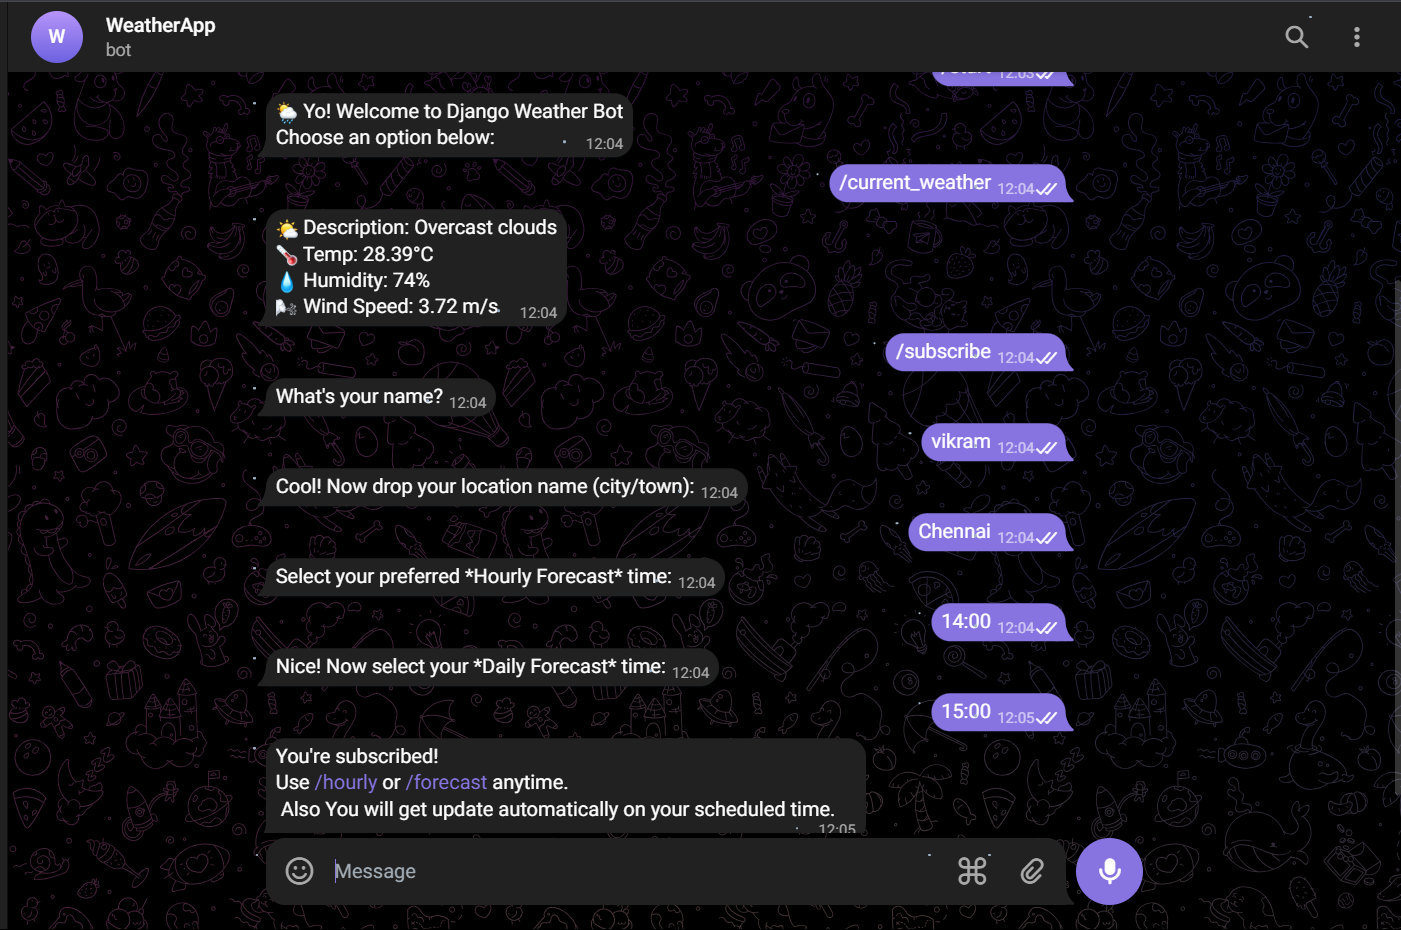 W
WeatherApp
bot
12:03
Yo! Welcome to Django Weather Bot
Choose an option below:
12:04
/current_weather 12:04
Description: Overcast clouds
Temp: 28.39°C
Humidity: 74%
Wind Speed: 3.72 m/s
12:04
/subscribe 12:04
What's your name? 12:04
vikram 12:04
Cool! Now drop your location name (city/town): 12:04
Chennai 12:04
Select your preferred *Hourly Forecast* time: 12:04
14:00 12:04
Nice! Now select your *Daily Forecast* time: 12:04
15:00 12:05
You're subscribed!
Use /hourly or /forecast anytime.
Also You will get update automatically on your scheduled time.
12:05
Message